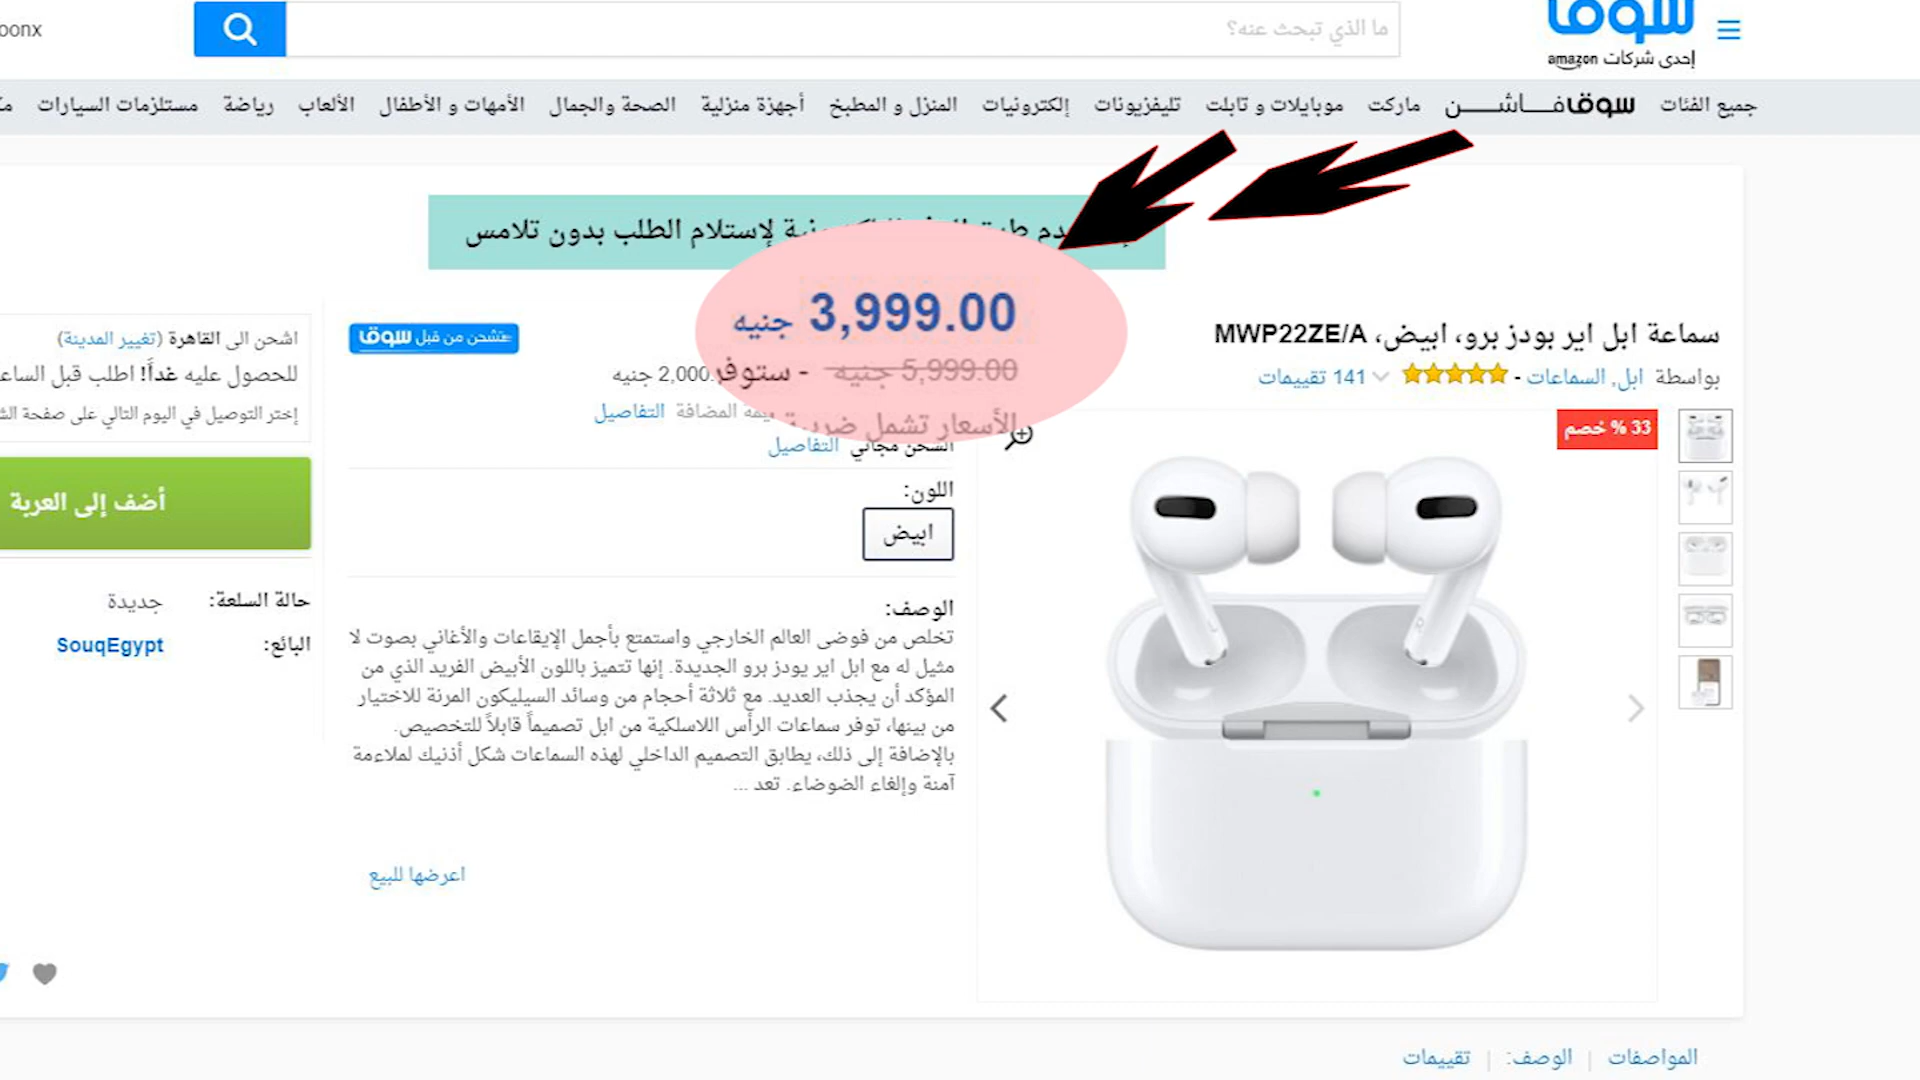 oonx
ما الذي تبحث عنه؟
سوق
إحدى شركات amazon
جميع الفئات
سوق فـــاشــــن
ماركت
موبايلات و تابلت
تليفزيونات
إلكترونيات
المنزل و المطبخ
أجهزة منزلية
الصحة والجمال
الأمهات و الأطفال
الألعاب
رياضة
مستلزمات السيارات
لإستلام الطلب بدون تلامس
سماعة ابل اير بودز برو، ابيض، MWP22ZE/A
بواسطة ابل, السماعات - 141 تقييمات
33 % خصم
3,999.00 جنيه
5,999.00 جنيه - ستوفر 2,000. جنيه
الأسعار تشمل ضريبة المضافة التفاصيل
الشحن مجاني التفاصيل
ستشحن من قبل سوق
اللون:
ابيض
الوصف:
تخلص من فوضى العالم الخارجي واستمتع بأجمل الإيقاعات والأغاني بصوت لا
مثيل له مع ابل اير يودز برو الجديدة. إنها تتميز باللون الأبيض الفريد الذي من
المؤكد أن يجذب العديد. مع ثلاثة أحجام من وسائد السيليكون المرنة للاختيار
من بينها، توفر سماعات الرأس اللاسلكية من ابل تصميماً قابلاً للتخصيص.
بالإضافة إلى ذلك، يطابق التصميم الداخلي لهذه السماعات شكل أذنيك لملاءمة
آمنة وإلغاء الضوضاء. تعد ...
اعرضها للبيع
اشحن الى القاهرة (تغيير المدينة)
للحصول عليه غداً! اطلب قبل الساع
إختر التوصيل في اليوم التالي على صفحة الش
أضف إلى العربة
حالة السلعة: جديدة
البائع: SouqEgypt
المواصفات | الوصف: | تقييمات